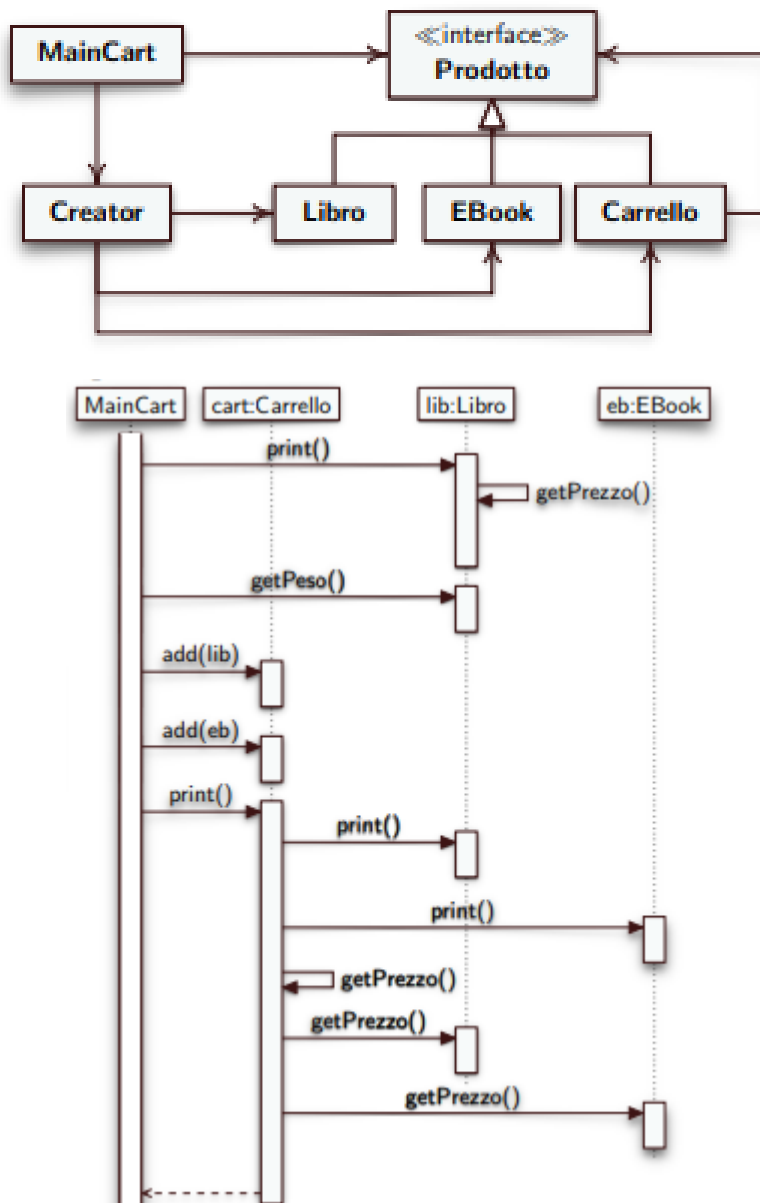 ≪interface≫
MainCart
Prodotto
Creator
Libro
EBook
Carrello
MainCart
cart:Carrello
lib:Libro
eb:EBook
print()
getPrezzo()
getPeso()
add(lib)
add(eb)
print()
print()
print()
getPrezzo()
getPrezzo()
getPrezzo()